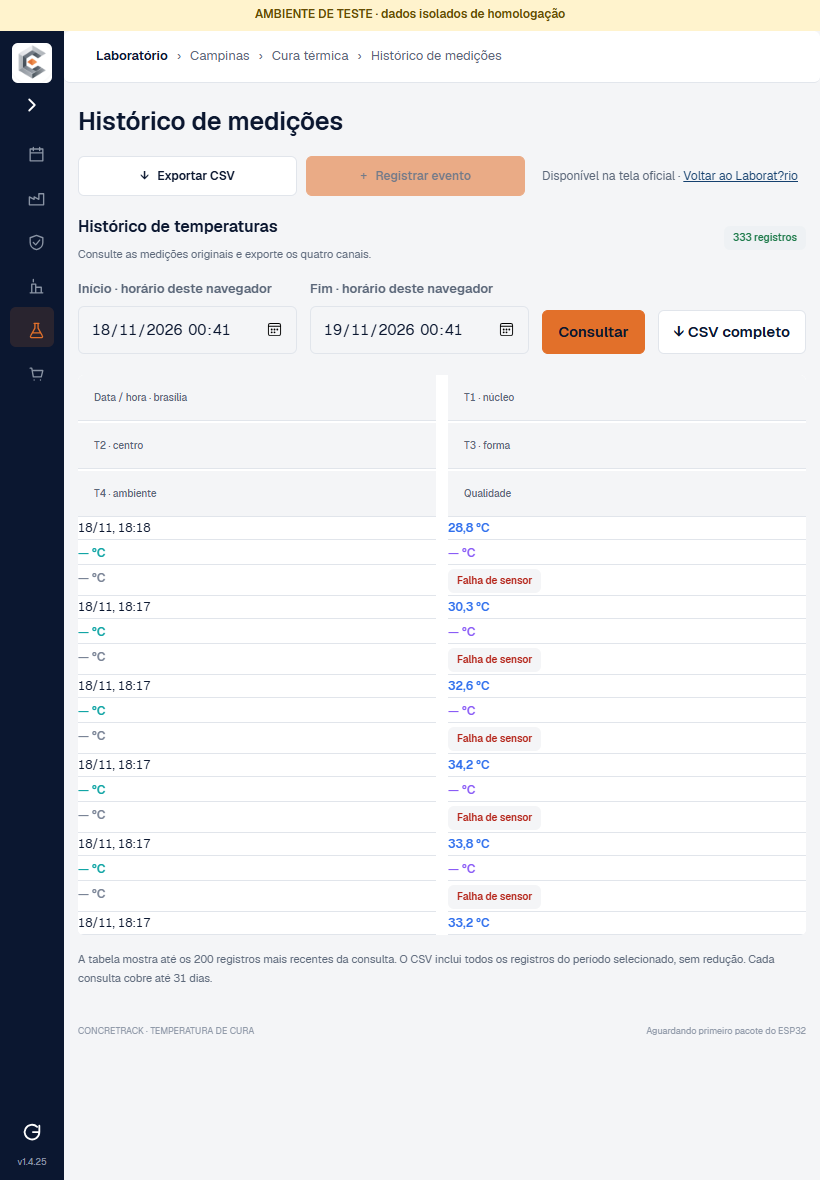 AMBIENTE DE TESTE · dados isolados de homologação
Laboratório › Campinas › Cura térmica › Histórico de medições
Histórico de medições
↓ Exportar CSV
+ Registrar evento
Disponível na tela oficial · Voltar ao Laborat?rio
Histórico de temperaturas
333 registros
Consulte as medições originais e exporte os quatro canais.
Início · horário deste navegador
Fim · horário deste navegador
18/11/2026 00:41
19/11/2026 00:41
Consultar
↓ CSV completo
Data / hora · brasília
T1 · núcleo
T2 · centro
T3 · forma
T4 · ambiente
Qualidade
18/11, 18:18
28,8 °C
— °C
— °C
— °C
Falha de sensor
18/11, 18:17
30,3 °C
— °C
— °C
— °C
Falha de sensor
18/11, 18:17
32,6 °C
— °C
— °C
— °C
Falha de sensor
18/11, 18:17
34,2 °C
— °C
— °C
— °C
Falha de sensor
18/11, 18:17
33,8 °C
— °C
— °C
— °C
Falha de sensor
18/11, 18:17
33,2 °C
A tabela mostra até os 200 registros mais recentes da consulta. O CSV inclui todos os registros do período selecionado, sem redução. Cada
consulta cobre até 31 dias.
CONCRETRACK · TEMPERATURA DE CURA
Aguardando primeiro pacote do ESP32
v1.4.25